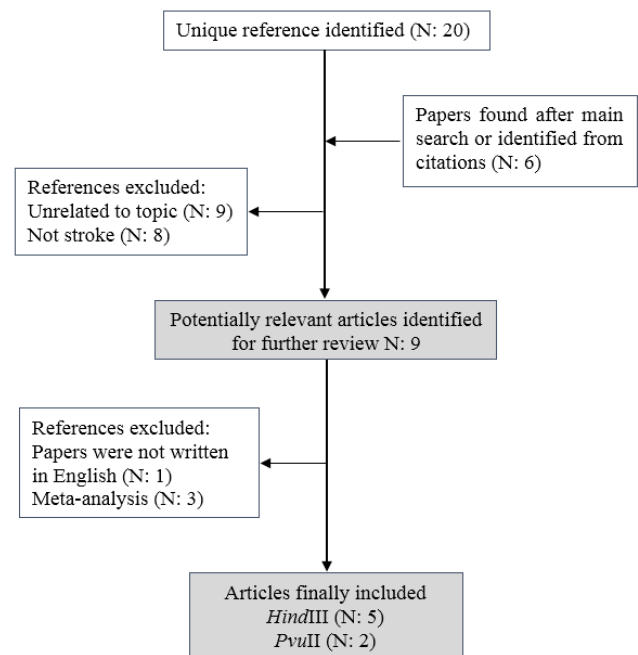 Unique reference identified (N: 20)
Papers found after main
search or identified from
citations (N: 6)
References excluded:
Unrelated to topic (N: 9)
Not stroke (N: 8)
Potentially relevant articles identified
for further review N: 9
References excluded:
Papers were not written
in English (N: 1)
Meta-analysis (N: 3)
Articles finally included
HindIII (N: 5)
PvuII (N: 2)